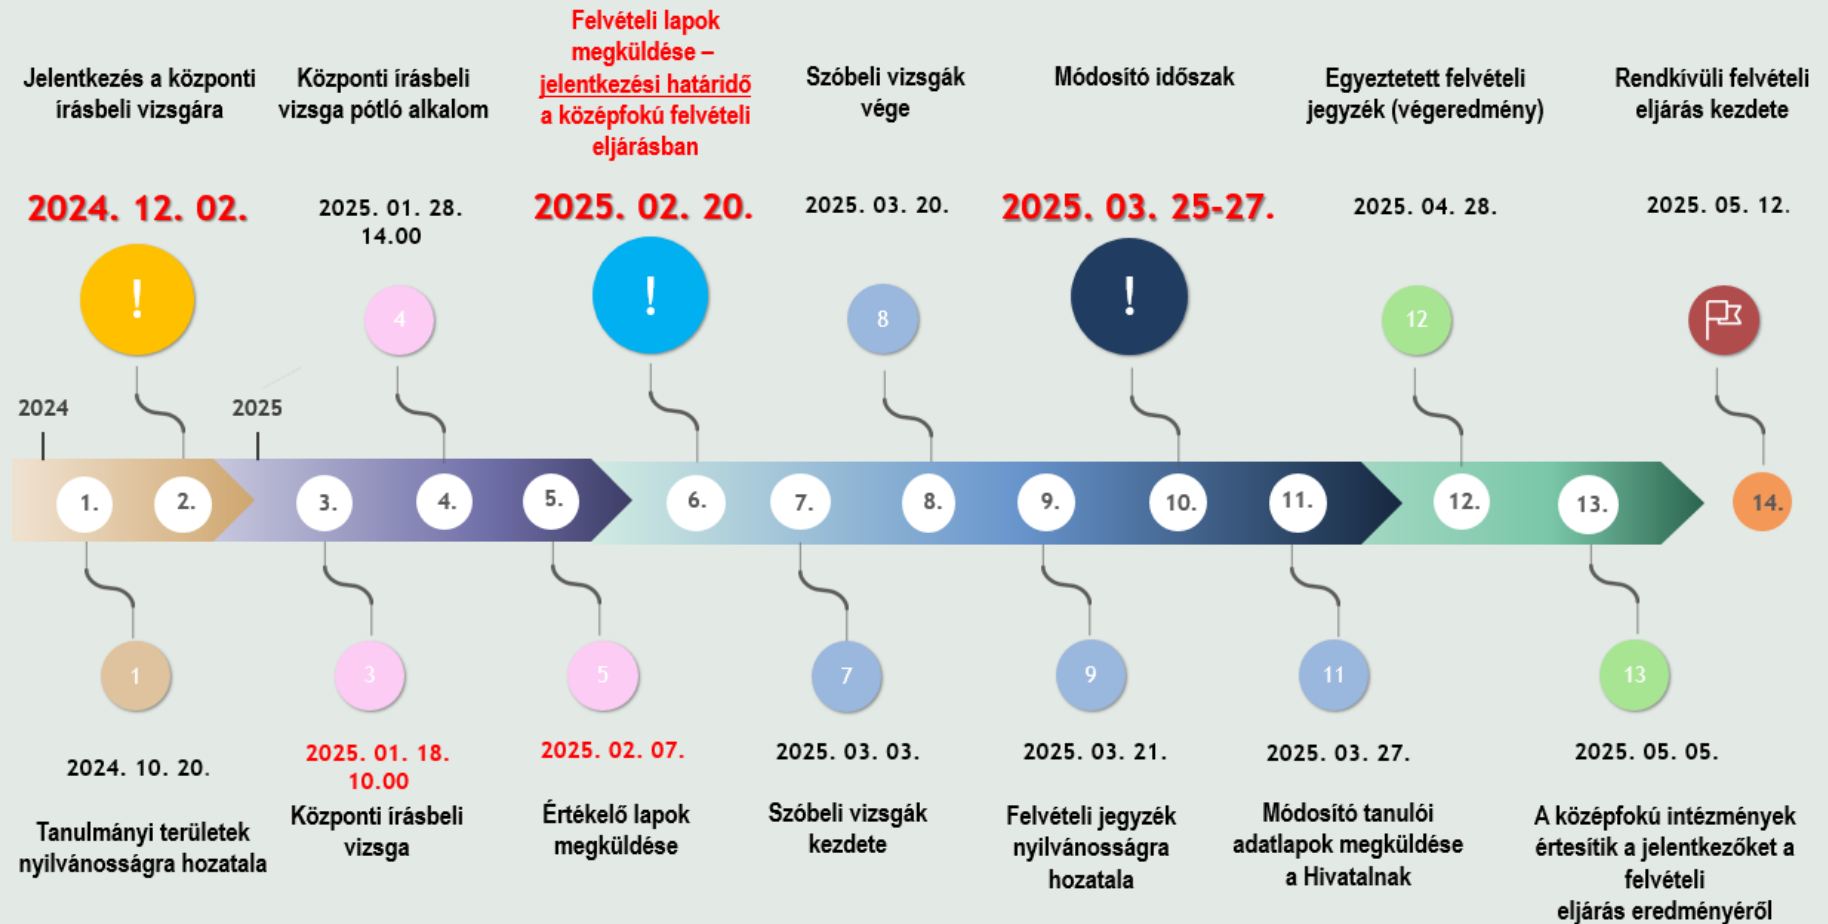 Jelentkezés a központi
írásbeli vizsgára
2024. 12. 02.
!
Központi írásbeli
vizsga pótló alkalom
2025. 01. 28.
14.00
4
Felvételi lapok
megküldése –
jelentkezési határidő
a középfokú felvételi
eljárásban
2025. 02. 20.
!
Szóbeli vizsgák
vége
2025. 03. 20.
8
Módosító időszak
2025. 03. 25-27.
!
Egyeztetett felvételi
jegyzék (végeredmény)
2025. 04. 28.
12
Rendkívüli felvételi
eljárás kezdete
2025. 05. 12.
2024
2025
1.
2.
3.
4.
5.
6.
7.
8.
9.
10.
11.
12.
13.
14.
1
2024. 10. 20.
Tanulmányi területek
nyilvánosságra hozatala
3
2025. 01. 18.
10.00
Központi írásbeli
vizsga
5
2025. 02. 07.
Értékelő lapok
megküldése
7
2025. 03. 03.
Szóbeli vizsgák
kezdete
9
2025. 03. 21.
Felvételi jegyzék
nyilvánosságra
hozatala
11
2025. 03. 27.
Módosító tanulói
adatlapok megküldése
a Hivatalnak
13
2025. 05. 05.
A középfokú intézmények
értesítik a jelentkezőket a
felvételi
eljárás eredményéről